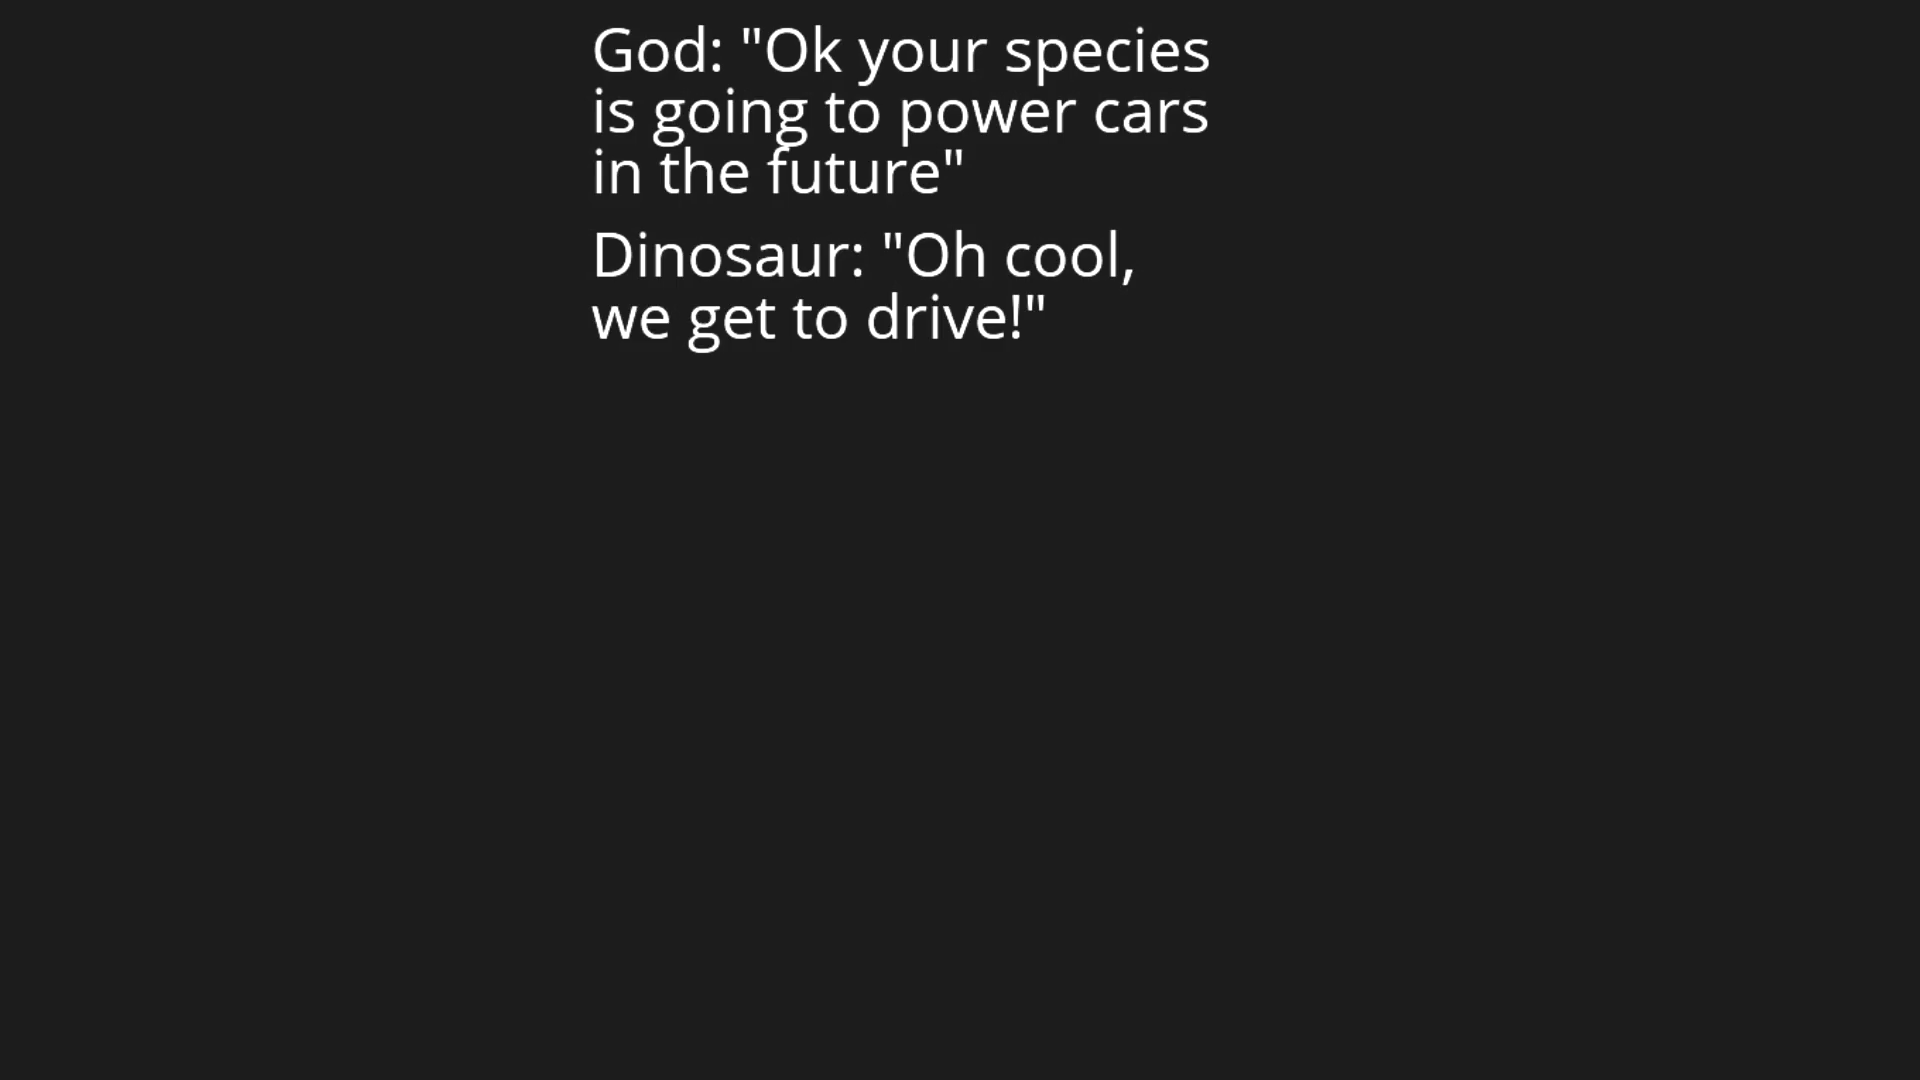 God: "Ok your species
is going to power cars
in the future"
Dinosaur: "Oh cool,
we get to drive!"